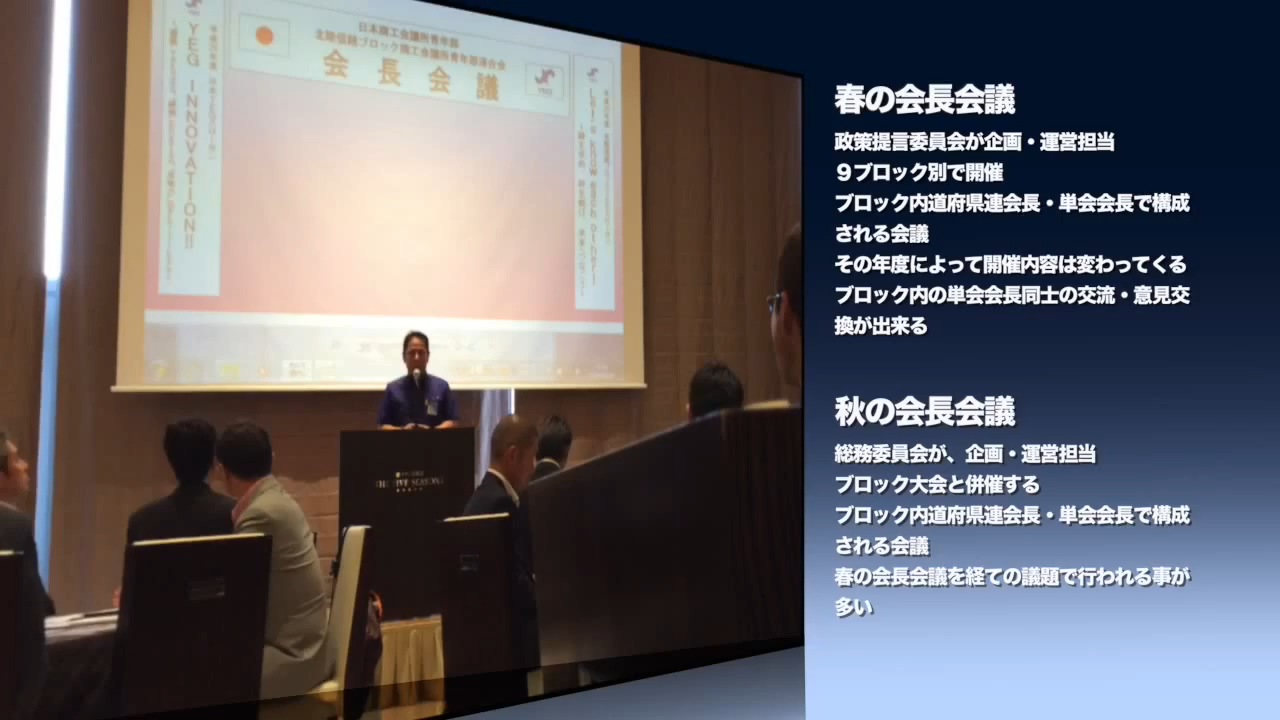 日本商工会議所青年部
北陸信越ブロック商工会議所青年部連合会
会長会議
YEG
YEG INNOVATION!!
Let's know each other!
THE FIVE SEASONS
春の会長会議
政策提言委員会が企画・運営担当
９ブロック別で開催
ブロック内道府県連会長・単会会長で構成
される会議
その年度によって開催内容は変わってくる
ブロック内の単会会長同士の交流・意見交
換が出来る
秋の会長会議
総務委員会が、企画・運営担当
ブロック大会と併催する
ブロック内道府県連会長・単会会長で構成
される会議
春の会長会議を経ての議題で行われる事が
多い